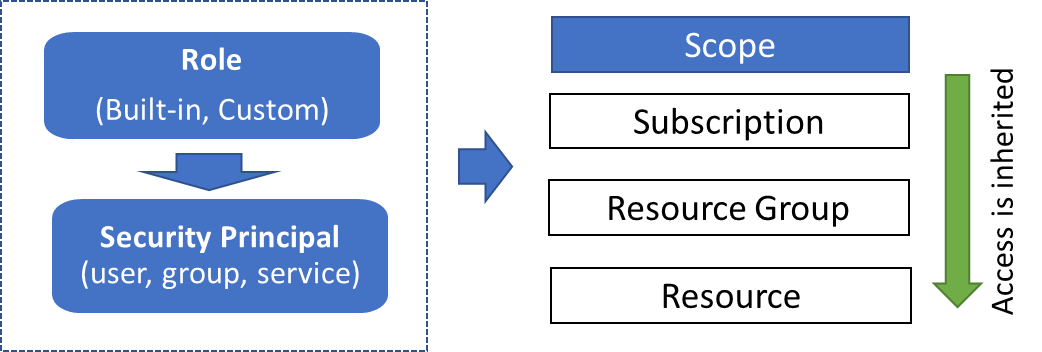 Role
(Built-in, Custom)
Security Principal
(user, group, service)
Scope
Subscription
Resource Group
Resource
Access is inherited